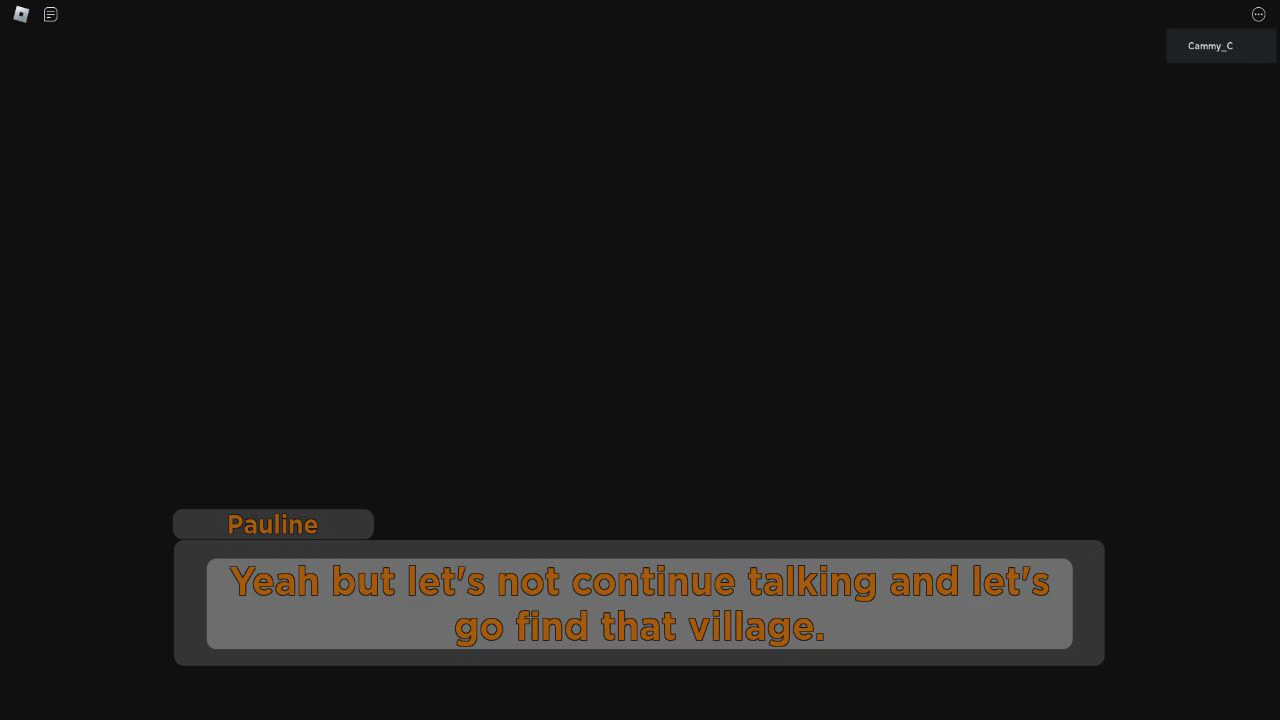 Cammy_C
Pauline
Yeah but let's not continue talking and let's
go find that village.